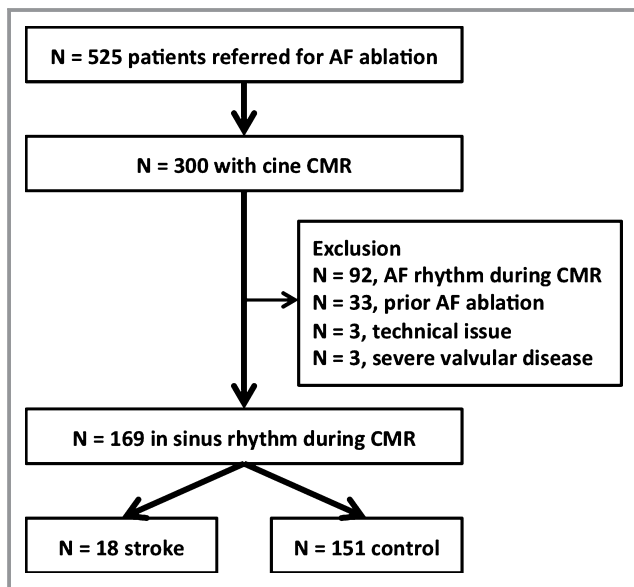 N = 525 patients referred for AF ablation
N = 300 with cine CMR
Exclusion
N = 92, AF rhythm during CMR
N = 33, prior AF ablation
N = 3, technical issue
N = 3, severe valvular disease
N = 169 in sinus rhythm during CMR
N = 18 stroke
N = 151 control